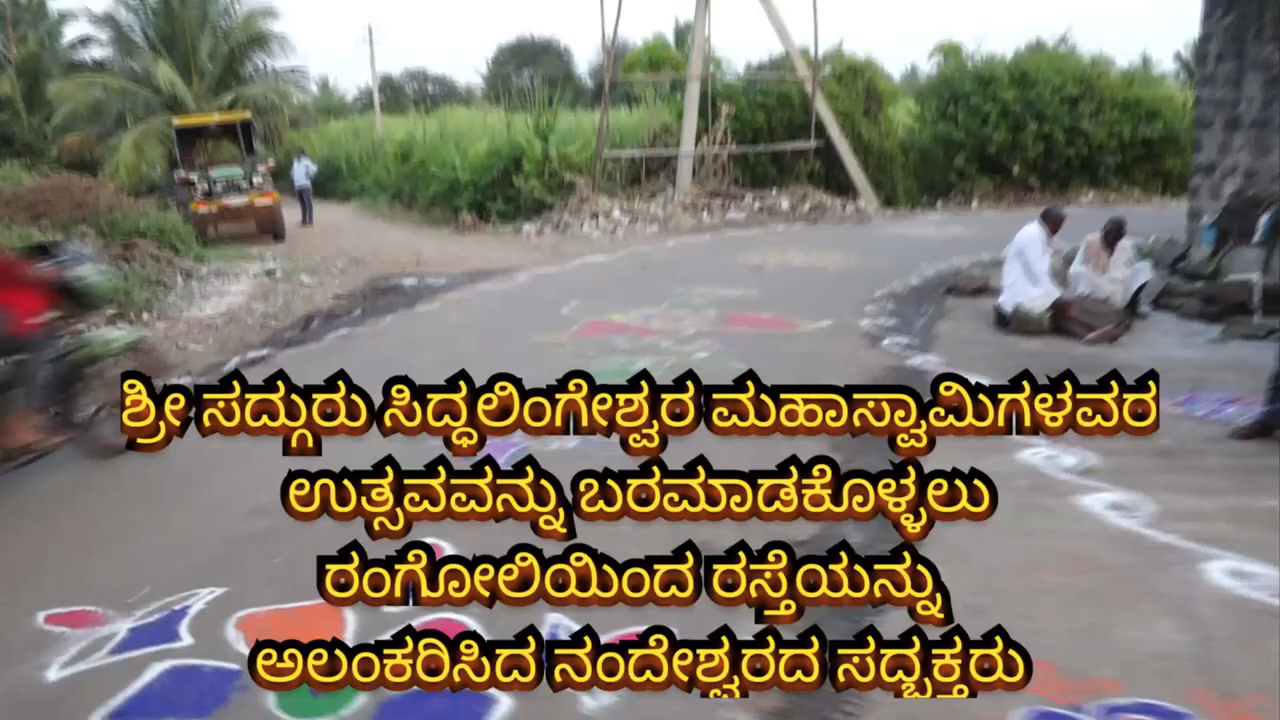 ಶ್ರೀ ಸದ್ಗುರು ಸಿದ್ಧಲಿಂಗೇಶ್ವರ ಮಹಾಸ್ವಾಮಿಗಳವರ
ಉತ್ಸವವನ್ನು ಬರಮಾಡಕೊಳ್ಳಲು
ರಂಗೋಲಿಯಿಂದ ರಸ್ತೆಯನ್ನು
ಅಲಂಕರಿಸಿದ ನಂದೇಶ್ವರದ ಸದ್ಭಕ್ತರು